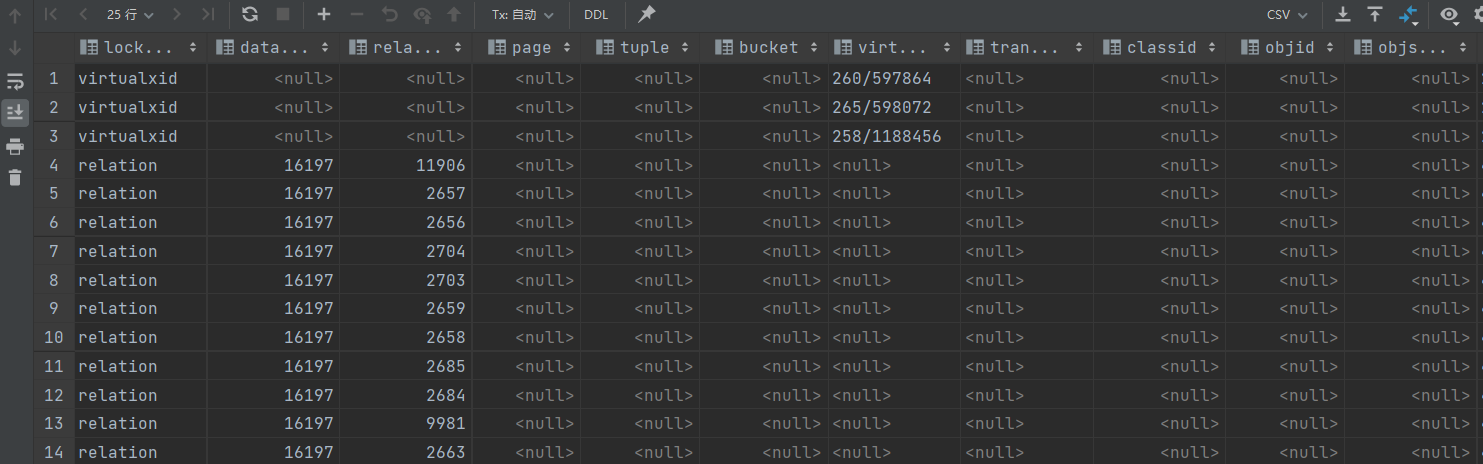 25 行 Tx: 自动 DDL CSV
lock... data... rela... page tuple bucket virt... tran... classid objid objs...
1 virtualxid <null> <null> <null> <null> <null> 260/597864 <null> <null> <null> <null>
2 virtualxid <null> <null> <null> <null> <null> 265/598072 <null> <null> <null> <null>
3 virtualxid <null> <null> <null> <null> <null> 258/1188456 <null> <null> <null> <null>
4 relation 16197 11906 <null> <null> <null> <null> <null> <null> <null> <null>
5 relation 16197 2657 <null> <null> <null> <null> <null> <null> <null> <null>
6 relation 16197 2656 <null> <null> <null> <null> <null> <null> <null> <null>
7 relation 16197 2704 <null> <null> <null> <null> <null> <null> <null> <null>
8 relation 16197 2703 <null> <null> <null> <null> <null> <null> <null> <null>
9 relation 16197 2659 <null> <null> <null> <null> <null> <null> <null> <null>
10 relation 16197 2658 <null> <null> <null> <null> <null> <null> <null> <null>
11 relation 16197 2685 <null> <null> <null> <null> <null> <null> <null> <null>
12 relation 16197 2684 <null> <null> <null> <null> <null> <null> <null> <null>
13 relation 16197 9981 <null> <null> <null> <null> <null> <null> <null> <null>
14 relation 16197 2663 <null> <null> <null> <null> <null> <null> <null> <null>